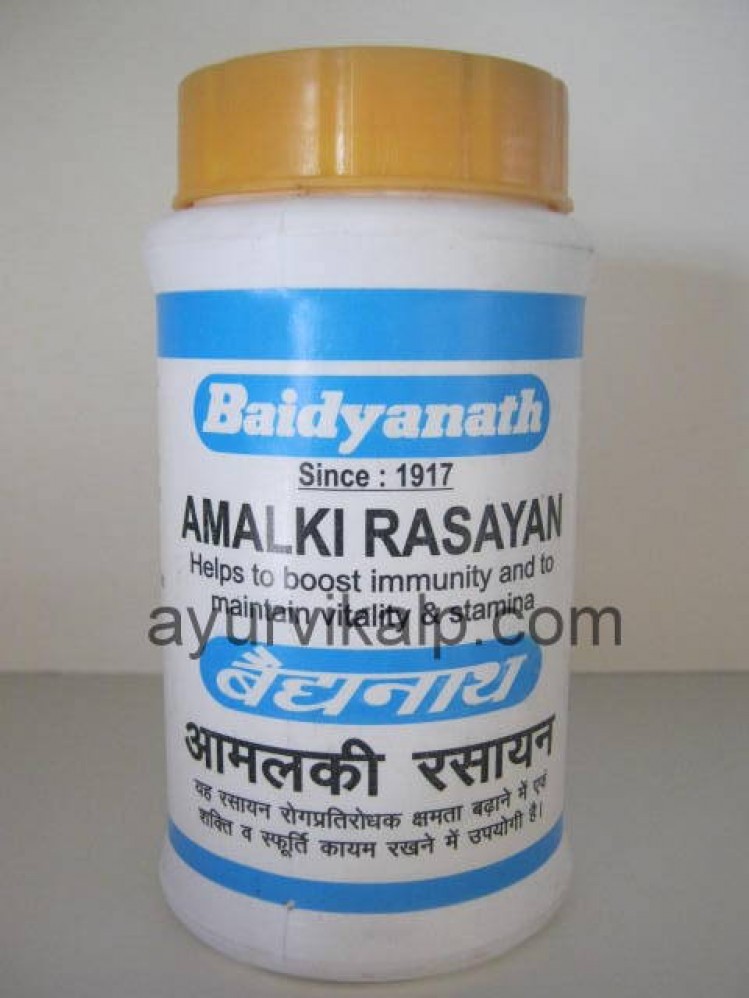 Baidyanath
Since : 1917
AMALKI RASAYAN
Helps to boost immunity and to
maintain vitality & stamina
ayurvikalp.com
बैद्यनाथ
आमलकी रसायन
यह रसायन रोगप्रतिरोधक क्षमता बढ़ाने में एवं
शक्ति व स्फूर्ति कायम रखने में उपयोगी है।